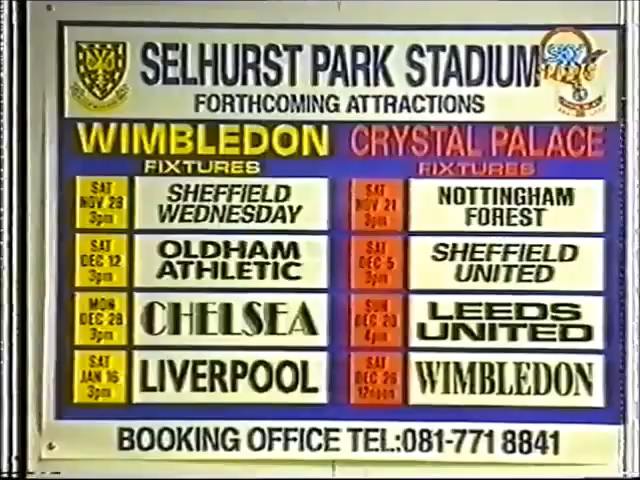 SELHURST PARK STADIUM
FORTHCOMING ATTRACTIONS
WIMBLEDON
FIXTURES
SAT
NOV 28
3pm
SHEFFIELD
WEDNESDAY
SAT
DEC 12
3pm
OLDHAM
ATHLETIC
MON
DEC 28
3pm
CHELSEA
SAT
JAN 16
3pm
LIVERPOOL
CRYSTAL PALACE
FIXTURES
SAT
NOV 21
3pm
NOTTINGHAM
FOREST
SAT
DEC 5
3pm
SHEFFIELD
UNITED
SUN
DEC 20
4pm
LEEDS
UNITED
SAT
DEC 26
12noon
WIMBLEDON
BOOKING OFFICE TEL:081-771 8841